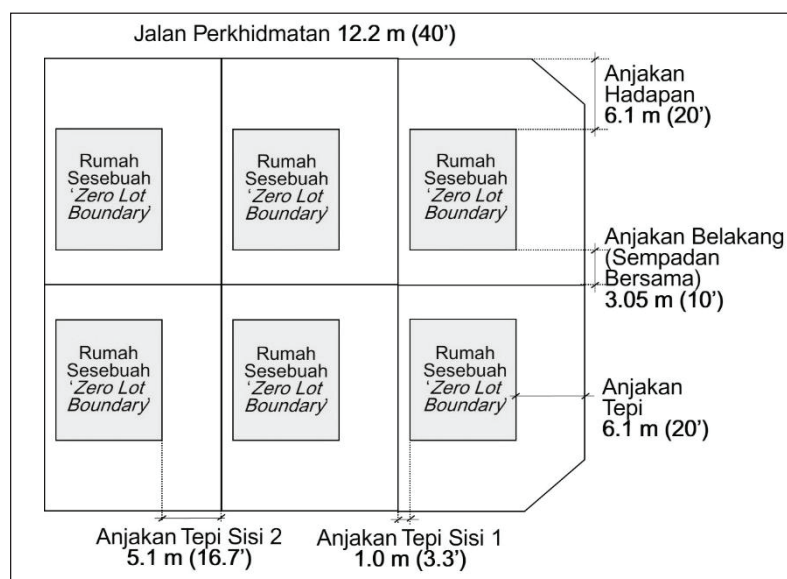 Jalan Perkhidmatan 12.2 m (40')
Anjakan
Hadapan
6.1 m (20')
Rumah
Sesebuah
'Zero Lot
Boundary'
Rumah
Sesebuah
'Zero Lot
Boundary'
Rumah
Sesebuah
'Zero Lot
Boundary'
Anjakan Belakang
(Sempadan
Bersama)
3.05 m (10')
Rumah
Sesebuah
'Zero Lot
Boundary'
Rumah
Sesebuah
'Zero Lot
Boundary'
Rumah
Sesebuah
'Zero Lot
Boundary'
Anjakan
Tepi
6.1 m (20')
Anjakan Tepi Sisi 2
5.1 m (16.7')
Anjakan Tepi Sisi 1
1.0 m (3.3')